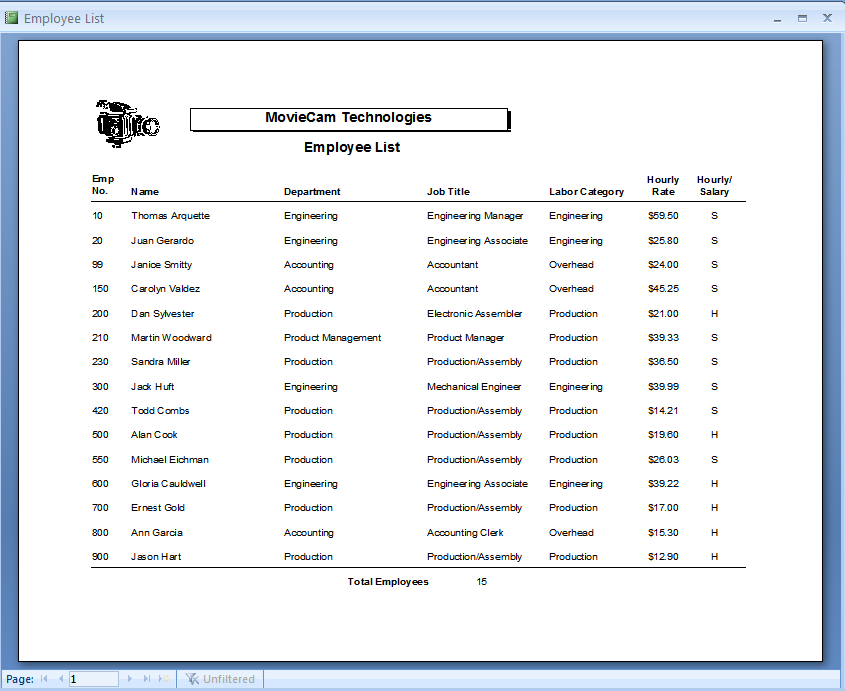 Employee List
MovieCam Technologies
Employee List
Emp No. Name Department Job Title Labor Category Hourly Rate Hourly/ Salary
10 Thomas Arquette Engineering Engineering Manager Engineering $59.50 S
20 Juan Gerardo Engineering Engineering Associate Engineering $25.80 S
99 Janice Smitty Accounting Accountant Overhead $24.00 S
150 Carolyn Valdez Accounting Accountant Overhead $45.25 S
200 Dan Sylvester Production Electronic Assembler Production $21.00 H
210 Martin Woodward Product Management Product Manager Production $39.33 S
230 Sandra Miller Production Production/Assembly Production $36.50 S
300 Jack Huft Engineering Mechanical Engineer Engineering $39.99 S
420 Todd Combs Production Production/Assembly Production $14.21 S
500 Alan Cook Production Production/Assembly Production $19.60 H
550 Michael Eichman Production Production/Assembly Production $26.03 S
600 Gloria Cauldwell Engineering Engineering Associate Engineering $39.22 H
700 Ernest Gold Production Production/Assembly Production $17.00 H
800 Ann Garcia Accounting Accounting Clerk Overhead $15.30 H
900 Jason Hart Production Production/Assembly Production $12.90 H
Total Employees 15
Page: 1 Unfiltered